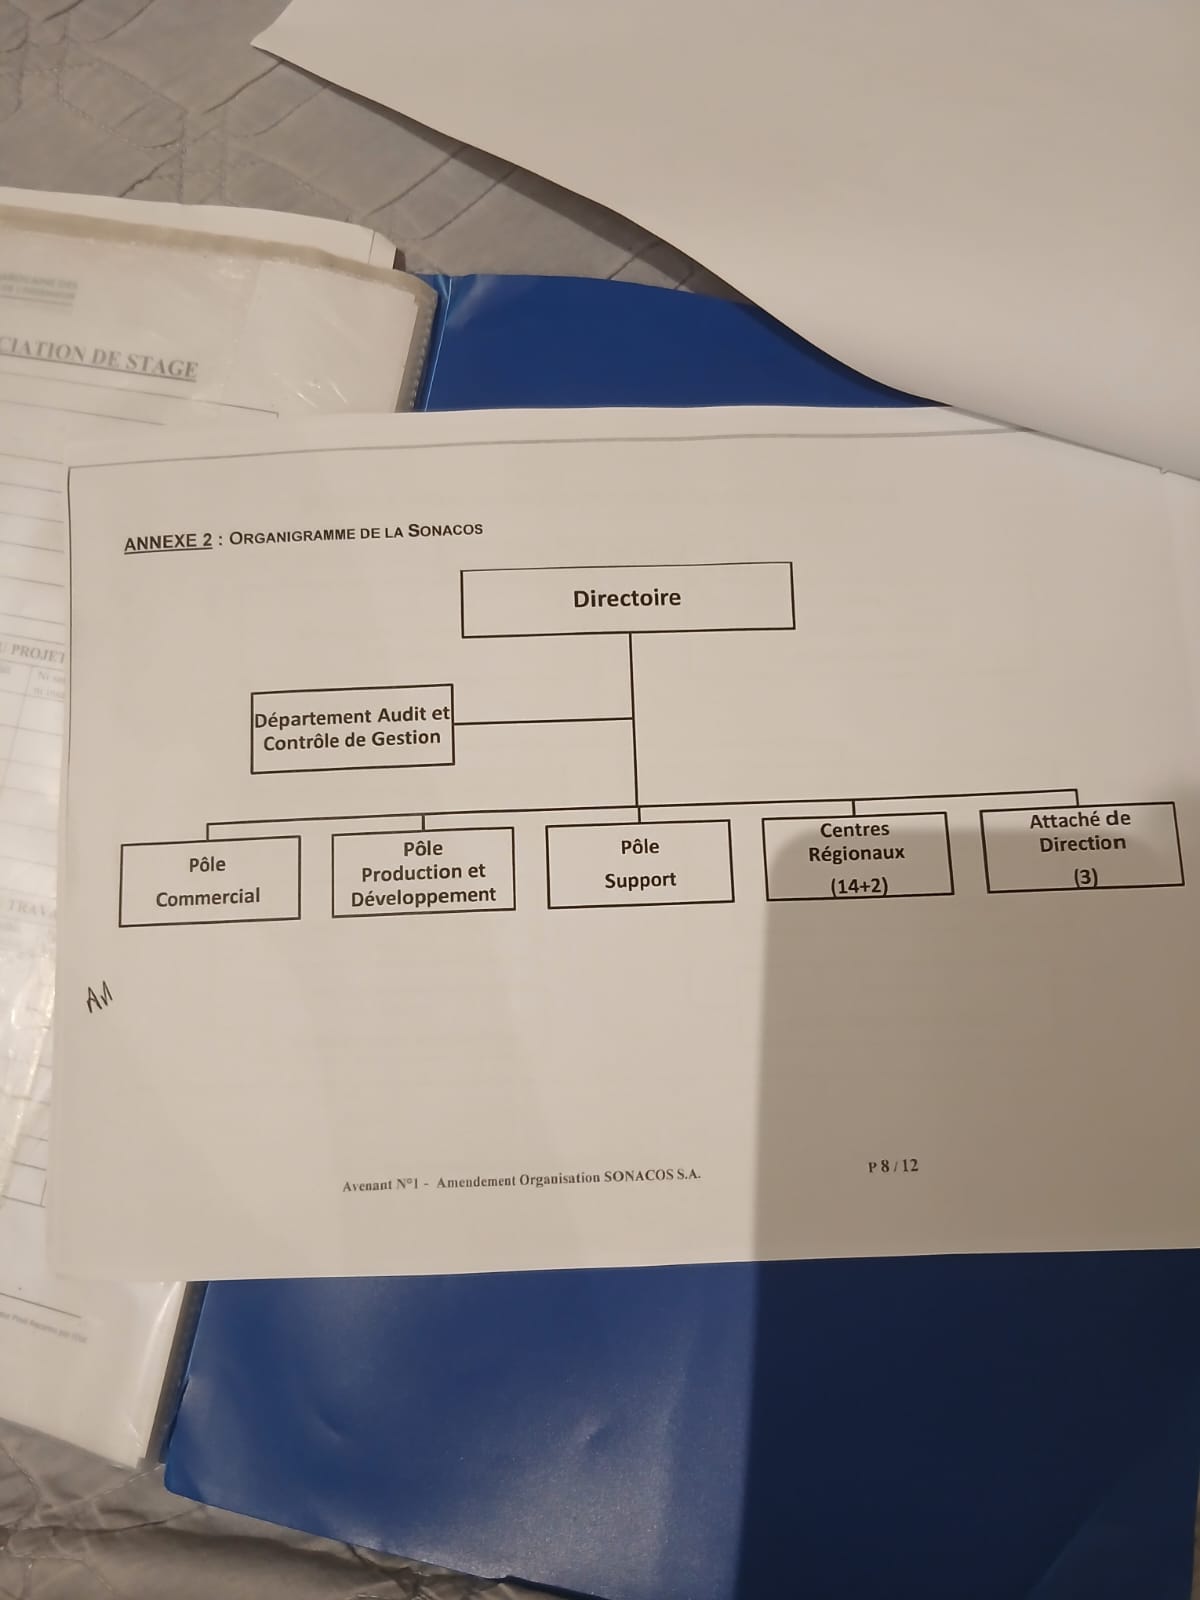 CIATION DE STAGE
U PROJET
TRAVA
ANNEXE 2 : ORGANIGRAMME DE LA SONACOS
Directoire
Département Audit et
Contrôle de Gestion
Pôle
Commercial
Pôle
Production et
Développement
Pôle
Support
Centres
Régionaux
(14+2)
Attaché de
Direction
(3)
Avenant N°1 - Amendement Organisation SONACOS S.A.
P 8 / 12